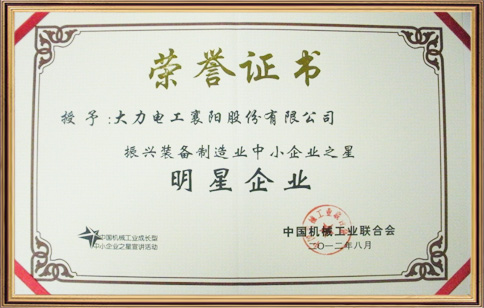 荣誉证书
授予:大力电工襄阳股份有限公司
振兴装备制造业中小企业之星
明星企业
中国机械工业成长型
中小企业之星宣讲活动
中国机械工业联合会
二〇一二年八月